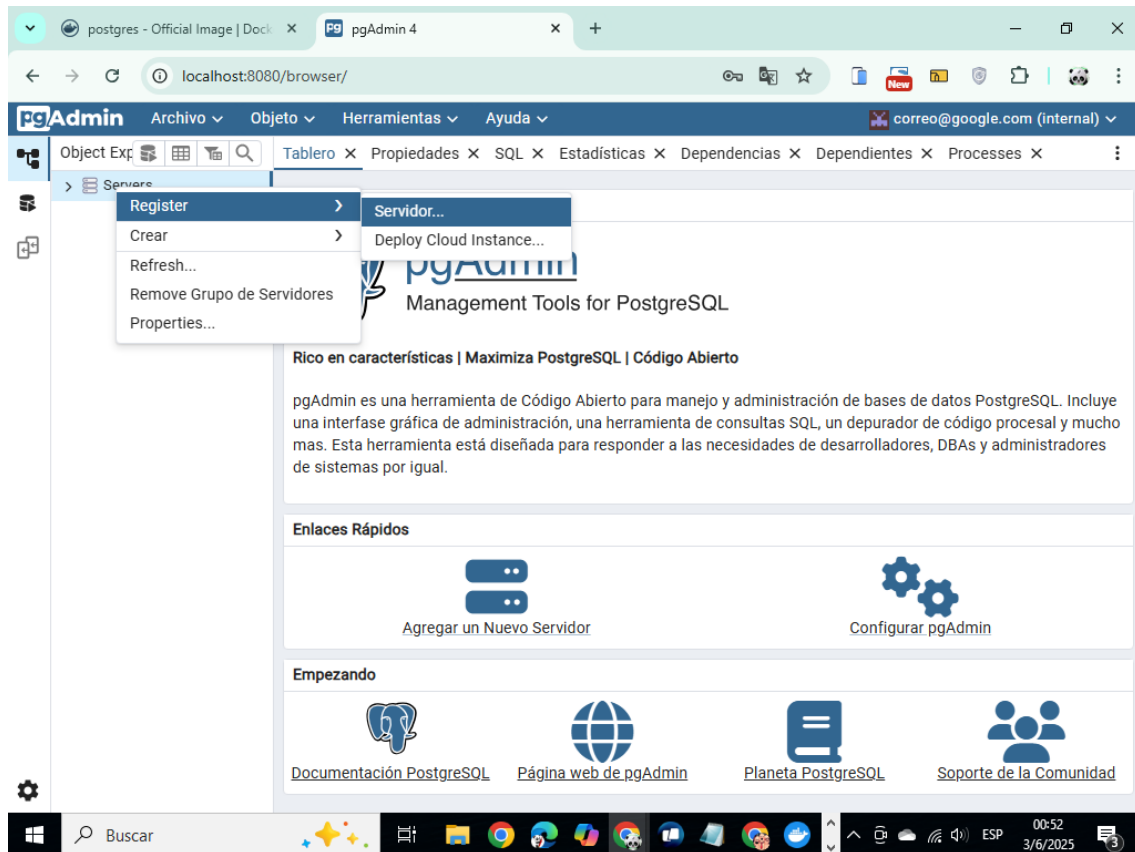 postgres - Official Image | Dock
pgAdmin 4
localhost:8080/browser/
New
pgAdmin Archivo Objeto Herramientas Ayuda correo@google.com (internal)
Object Exp Tablero Propiedades SQL Estadísticas Dependencias Dependientes Processes
Servers
Register
Servidor...
Crear
Deploy Cloud Instance...
Refresh...
Remove Grupo de Servidores
Properties...
pgAdmin
Management Tools for PostgreSQL
Rico en características | Maximiza PostgreSQL | Código Abierto
pgAdmin es una herramienta de Código Abierto para manejo y administración de bases de datos PostgreSQL. Incluye
una interfase gráfica de administración, una herramienta de consultas SQL, un depurador de código procesal y mucho
mas. Esta herramienta está diseñada para responder a las necesidades de desarrolladores, DBAs y administradores
de sistemas por igual.
Enlaces Rápidos
Agregar un Nuevo Servidor
Configurar pgAdmin
Empezando
Documentación PostgreSQL
Página web de pgAdmin
Planeta PostgreSQL
Soporte de la Comunidad
Buscar
ESP
00:52
3/6/2025
3